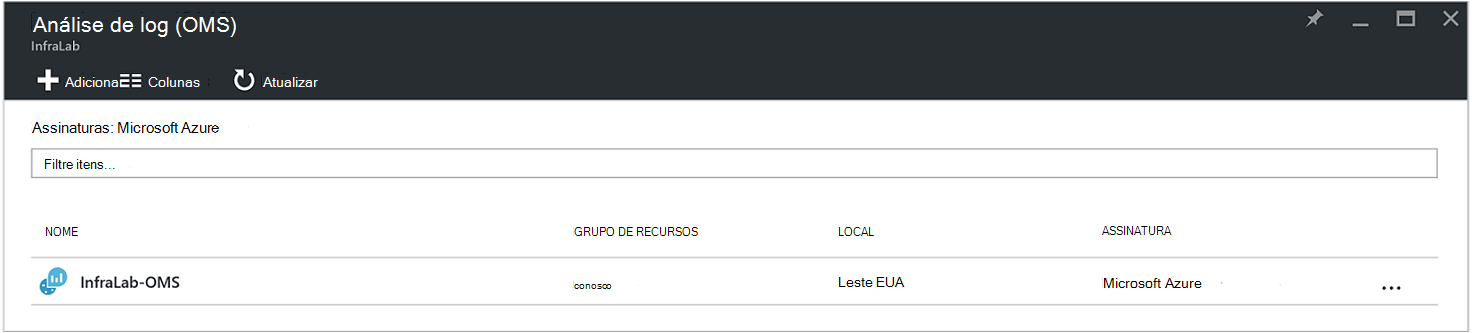 Análise de log (OMS)
InfraLab
Adiciona Colunas Atualizar
Assinaturas: Microsoft Azure
Filtre itens...
NOME GRUPO DE RECURSOS LOCAL ASSINATURA
InfraLab-OMS conosco Leste EUA Microsoft Azure ...